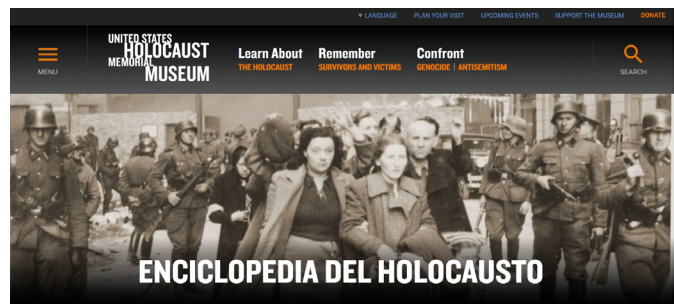 ▼ LANGUAGE PLAN YOUR VISIT UPCOMING EVENTS SUPPORT THE MUSEUM DONATE
MENU
UNITED STATES
HOLOCAUST
MEMORIAL
MUSEUM
Learn About
THE HOLOCAUST
Remember
SURVIVORS AND VICTIMS
Confront
GENOCIDE | ANTISEMITISM
SEARCH
ENCICLOPEDIA DEL HOLOCAUSTO